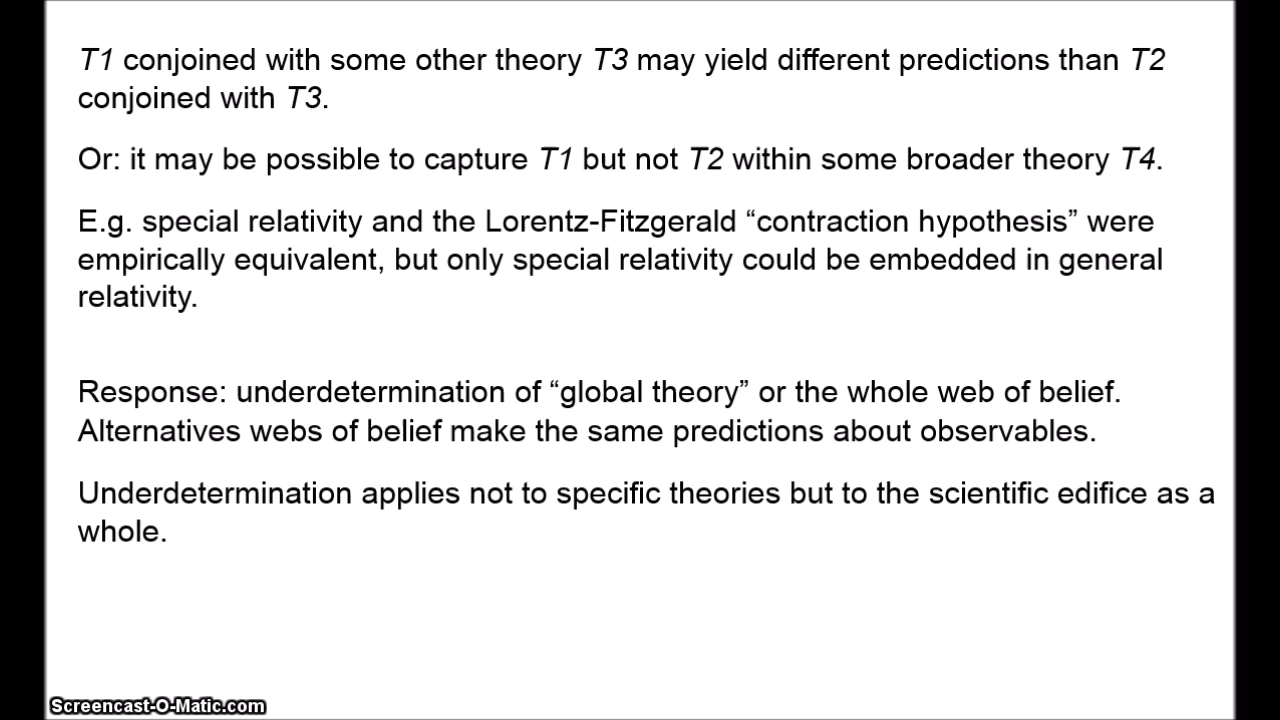 T1 conjoined with some other theory T3 may yield different predictions than T2
conjoined with T3.
Or: it may be possible to capture T1 but not T2 within some broader theory T4.
E.g. special relativity and the Lorentz-Fitzgerald “contraction hypothesis” were
empirically equivalent, but only special relativity could be embedded in general
relativity.
Response: underdetermination of “global theory” or the whole web of belief.
Alternatives webs of belief make the same predictions about observables.
Underdetermination applies not to specific theories but to the scientific edifice as a
whole.
Screencast-O-Matic.com